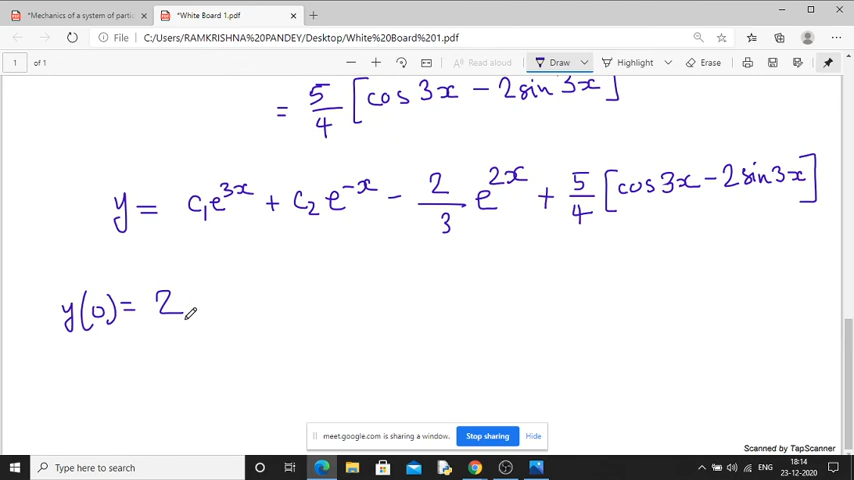 *Mechanics of a system of partic
*White Board 1.pdf
File C:/Users/RAMKRISHNA%20PANDEY/Desktop/White%20Board%201.pdf
1 of 1 Read aloud Draw Highlight Erase
= 5/4 [cos 3x - 2 sin 3x]
y = c₁e^{3x} + c₂e^{-x} - 2/3 e^{2x} + 5/4 [cos 3x - 2 sin 3x]
y(0) = 2
meet.google.com is sharing a window. Stop sharing Hide
Scanned by TapScanner
Type here to search
ENG
18:14
23-12-2020